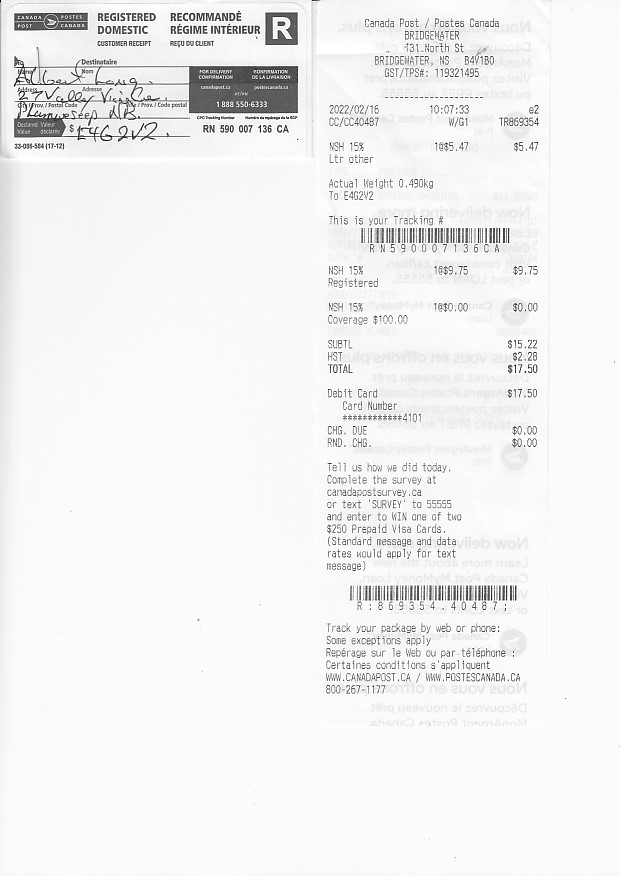 CANADA POST
POSTES CANADA
REGISTERED DOMESTIC
CUSTOMER RECEIPT
RECOMMANDÉ RÉGIME INTÉRIEUR
REÇU DU CLIENT
R
Destinataire
Name Nom
Albert Long
Address Adresse
27 Valley View
City / Prov. / Postal Code Ville / Prov. / Code postal
Plumweseep N.B.
Declared Value Valeur déclarée $
E4G2V2.
FOR DELIVERY CONFIRMATION
CONFIRMATION DE LA LIVRAISON
canadapost.ca
postescanada.ca
or/ou
1 888 550-6333
CPC Tracking Number Numéro de repérage de la SCP
RN 590 007 136 CA
33-086-584 (17-12)
Canada Post / Postes Canada
BRIDGEWATER
131 North St
BRIDGEWATER, NS B4V1B0
GST/TPS#: 119321495
--------------------
2022/02/16 10:07:33 e2
CC/CC40487 W/G1 TR869354
NSH 15% 1@$5.47 $5.47
Ltr other
Actual Weight 0.490kg
To E4G2V2
This is your Tracking #
RN590007136CA
NSH 15% 1@$9.75 $9.75
Registered
NSH 15% 1@$0.00 $0.00
Coverage $100.00
SUBTL $15.22
HST $2.28
TOTAL $17.50
Debit Card $17.50
Card Number
************4101
CHG. DUE $0.00
RND. CHG. $0.00
Tell us how we did today.
Complete the survey at
canadapostsurvey.ca
or text 'SURVEY' to 55555
and enter to WIN one of two
$250 Prepaid Visa Cards.
(Standard message and data
rates would apply for text
message)
R:869354.40487;
Track your package by web or phone:
Some exceptions apply
Repérage sur le Web ou par téléphone :
Certaines conditions s'appliquent
WWW.CANADAPOST.CA / WWW.POSTESCANADA.CA
800-267-1177